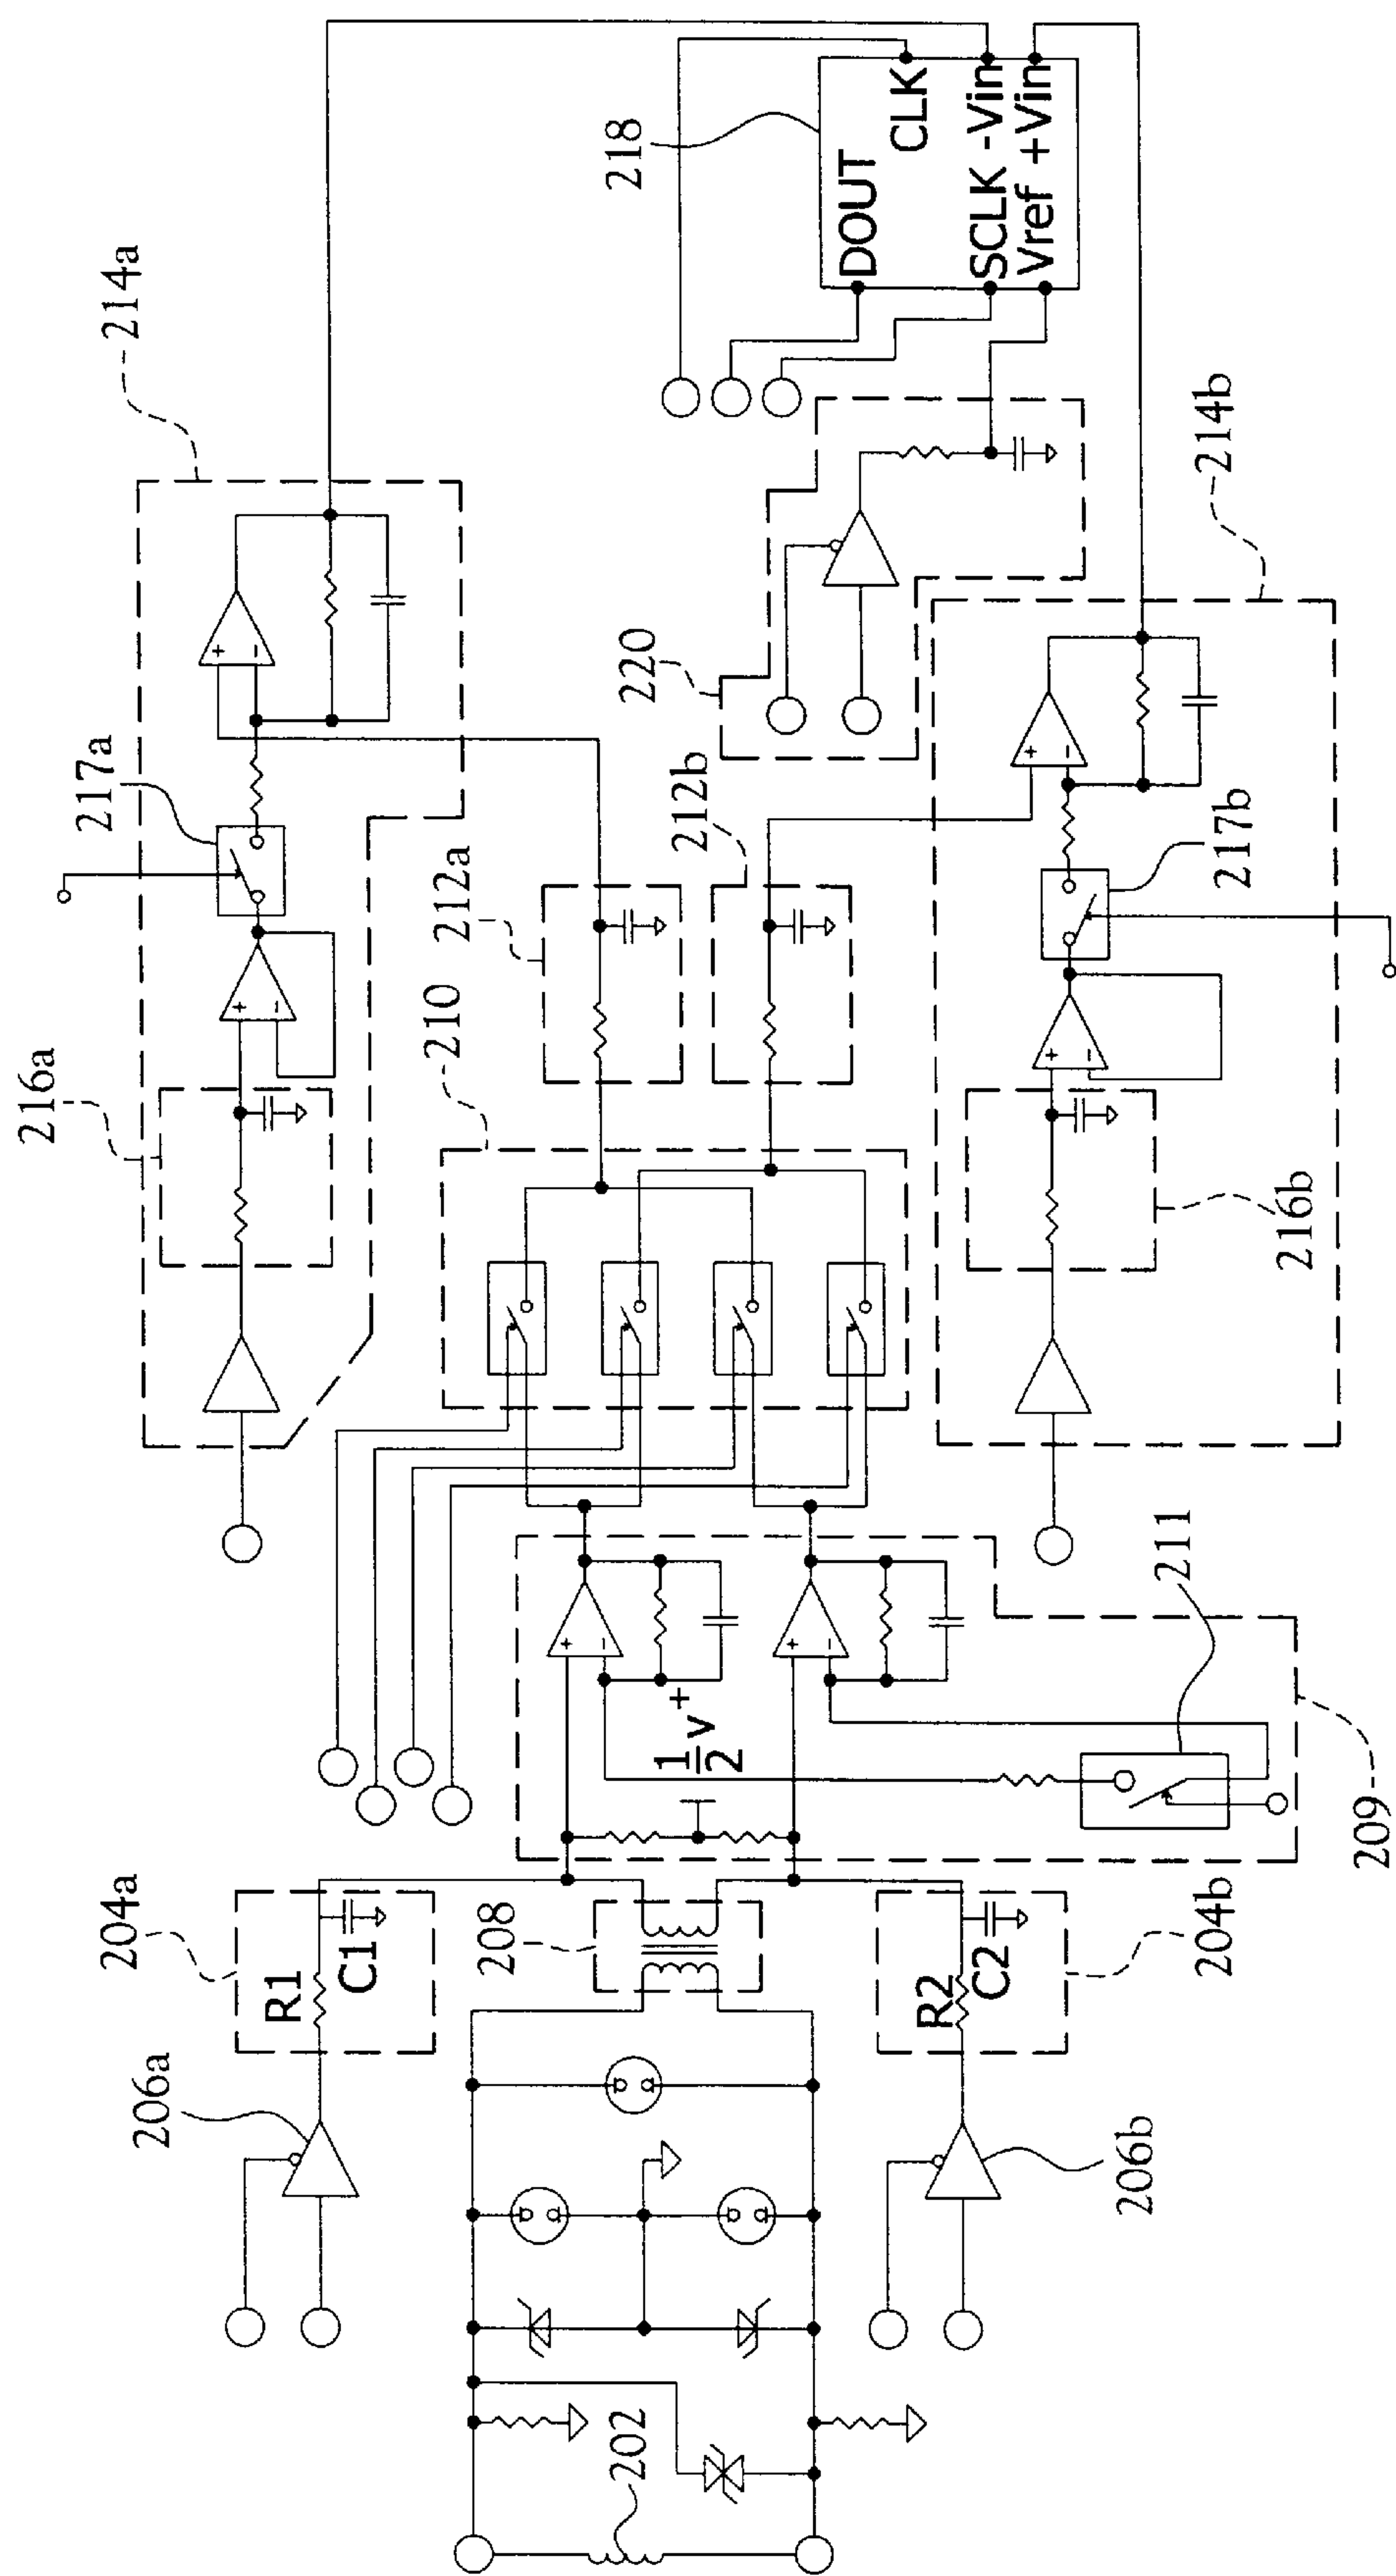 202
206a
204a
R1
C1
208
206b
204b
R2
C2
209
211
1/2 v+
+
-
+
-
210
212a
212b
216a
+
-
217a
214a
+
-
216b
+
-
217b
214b
+
-
220
218
DOUT
CLK
SCLK -Vin
Vref +Vin